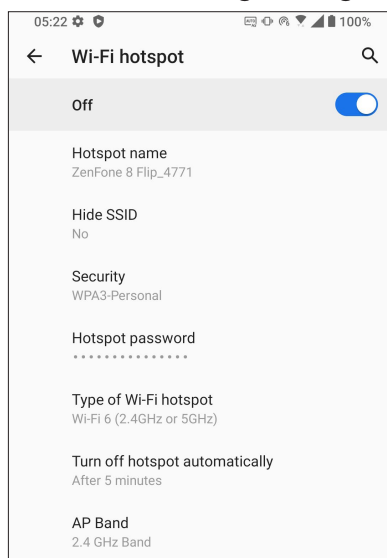 05:22 100%
Wi-Fi hotspot
Off
Hotspot name
ZenFone 8 Flip_4771
Hide SSID
No
Security
WPA3-Personal
Hotspot password
•••••••••••••••
Type of Wi-Fi hotspot
Wi-Fi 6 (2.4GHz or 5GHz)
Turn off hotspot automatically
After 5 minutes
AP Band
2.4 GHz Band